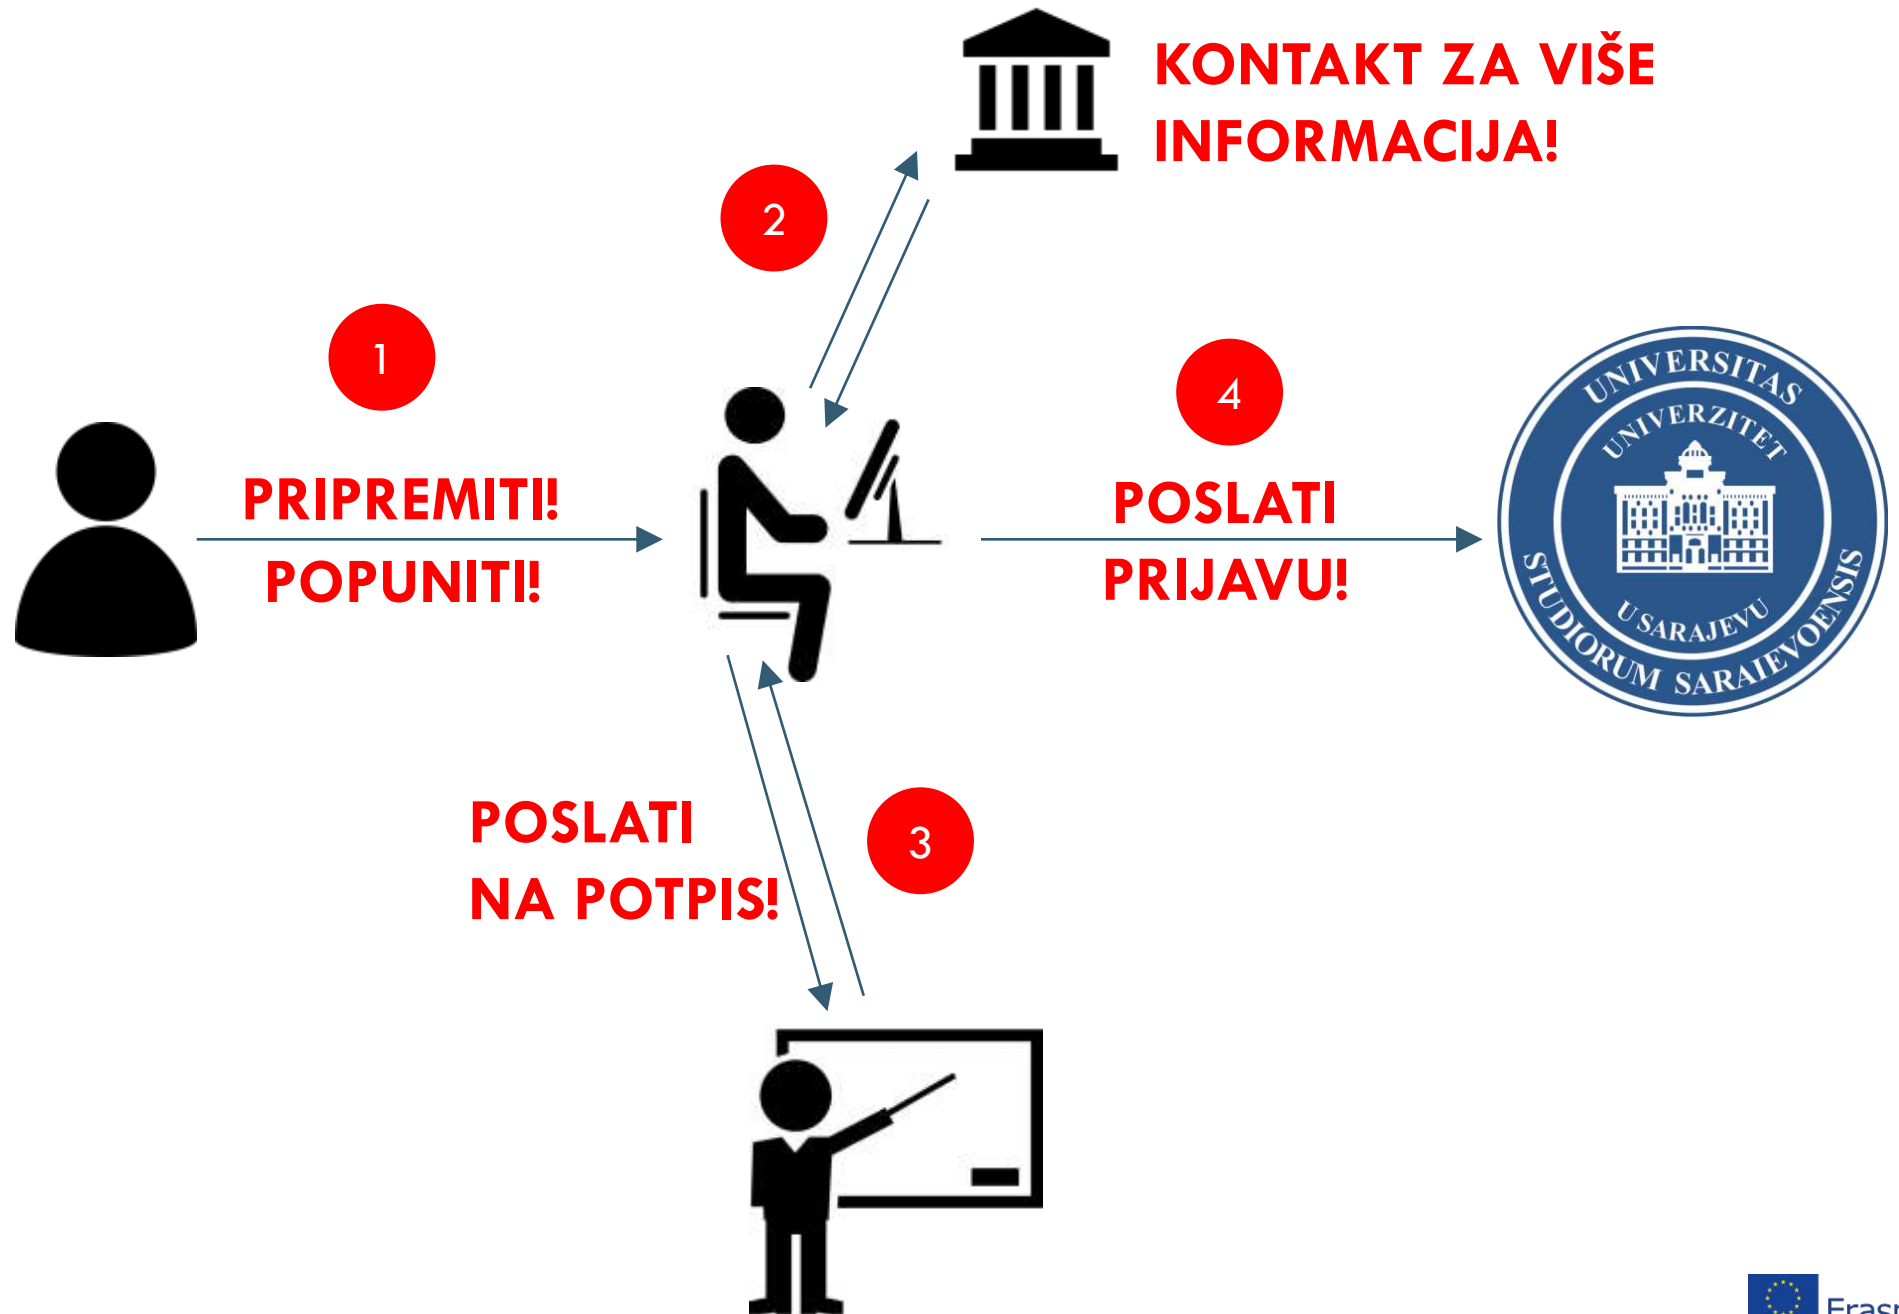 KONTAKT ZA VIŠE
INFORMACIJA!
2
1
4
PRIPREMITI!
POPUNITI!
POSLATI
PRIJAVU!
UNIVERSITAS
STUDIORUM SARAIEVOENSIS
UNIVERZITET
U SARAJEVU
POSLATI
NA POTPIS!
3